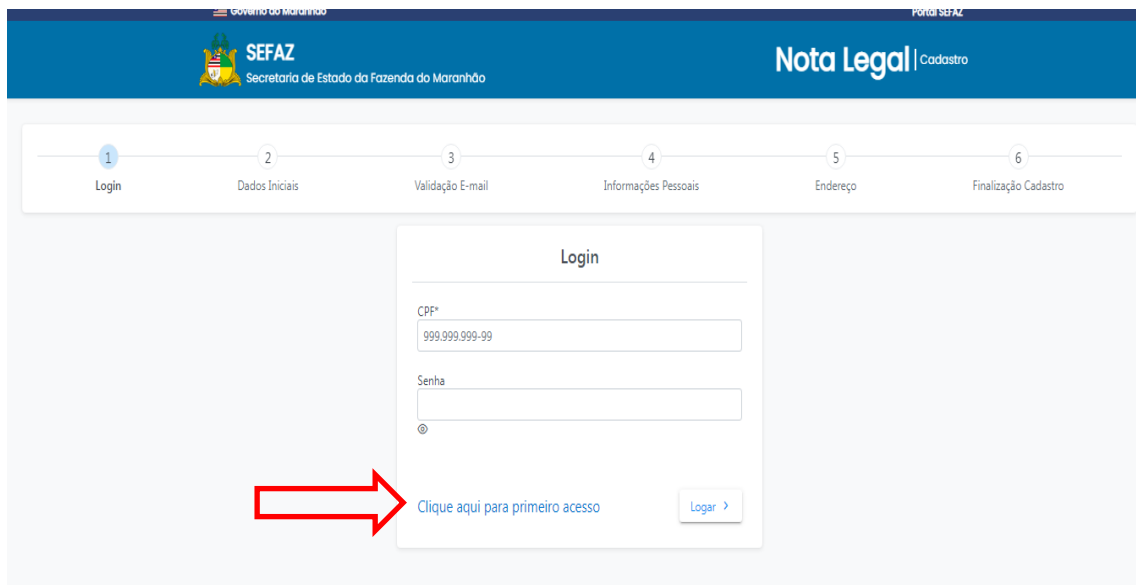 Governo do Maranhão
Portal SEFAZ
SEFAZ
Secretaria de Estado da Fazenda do Maranhão
Nota Legal | Cadastro
1
2
3
4
5
6
Login
Dados Iniciais
Validação E-mail
Informações Pessoais
Endereço
Finalização Cadastro
Login
CPF*
999.999.999-99
Senha
Clique aqui para primeiro acesso
Logar >